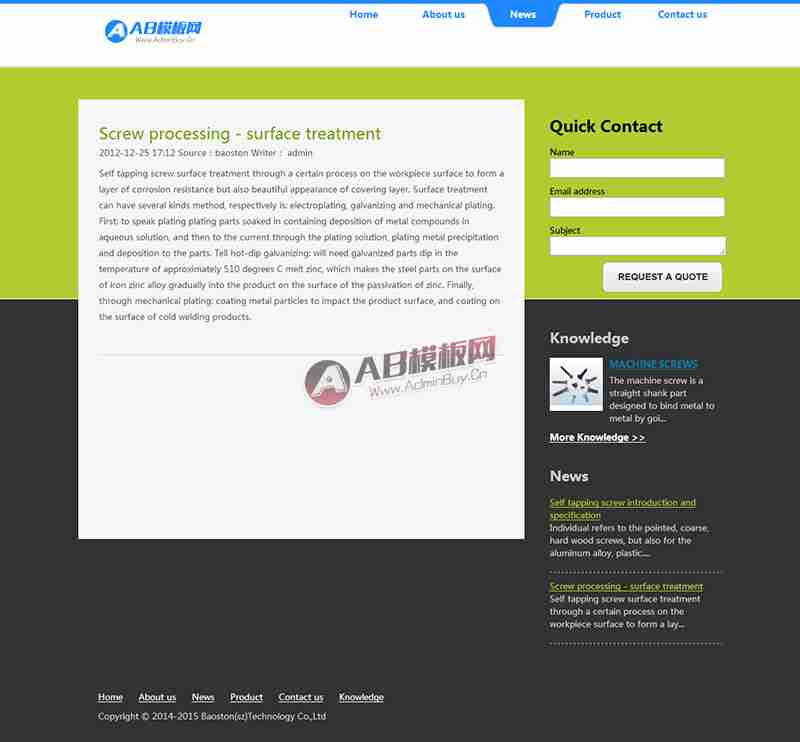 AB模板网
Www.AdminBuy.Cn
Home
About us
News
Product
Contact us
Screw processing - surface treatment
2012-12-25 17:12 Source : baoston Writer : admin
Self tapping screw surface treatment through a certain process on the workpiece surface to form a
layer of corrosion resistance but also beautiful appearance of covering layer. Surface treatment
can have several kinds method, respectively is: electroplating, galvanizing and mechanical plating.
First: to speak plating plating parts soaked in containing deposition of metal compounds in
aqueous solution, and then to the current through the plating solution, plating metal precipitation
and deposition to the parts. Tell hot-dip galvanizing: will need galvanized parts dip in the
temperature of approximately 510 degrees C melt zinc, which makes the steel parts on the surface
of iron zinc alloy gradually into the product on the surface of the passivation of zinc. Finally,
through mechanical plating: coating metal particles to impact the product surface, and coating on
the surface of cold welding products.
AB模板网
Www.AdminBuy.Cn
Quick Contact
Name
Email address
Subject
REQUEST A QUOTE
Knowledge
MACHINE SCREWS
The machine screw is a
straight shank part
designed to bind metal to
metal by goi...
More Knowledge >>
News
Self tapping screw introduction and
specification
Individual refers to the pointed, coarse,
hard wood screws, but also for the
aluminum alloy, plastic....
Screw processing - surface treatment
Self tapping screw surface treatment
through a certain process on the
workpiece surface to form a lay...
Home
About us
News
Product
Contact us
Knowledge
Copyright © 2014-2015 Baoston(sz)Technology Co.,Ltd